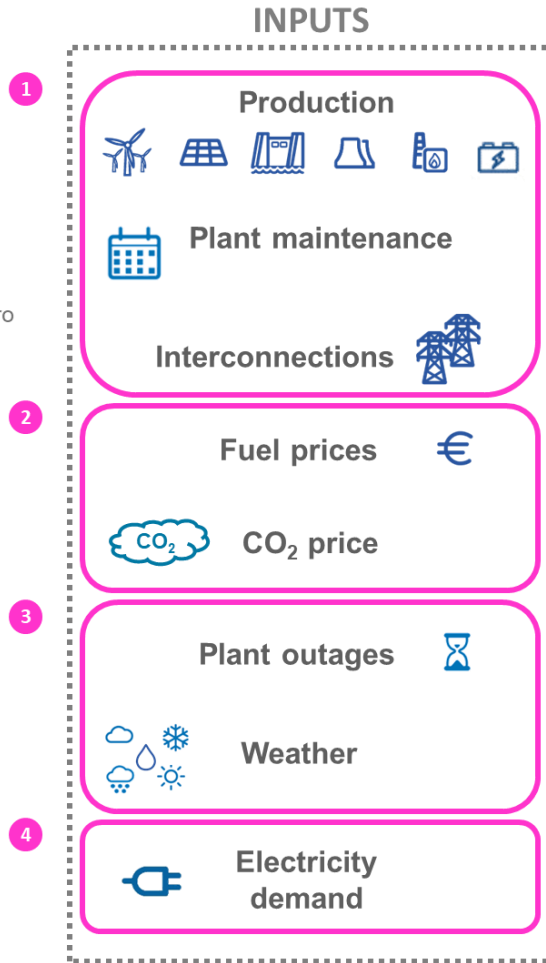 INPUTS
1
Production
Plant maintenance
ro
Interconnections
2
Fuel prices
€
CO₂
CO₂ price
3
Plant outages
Weather
4
Electricity
demand